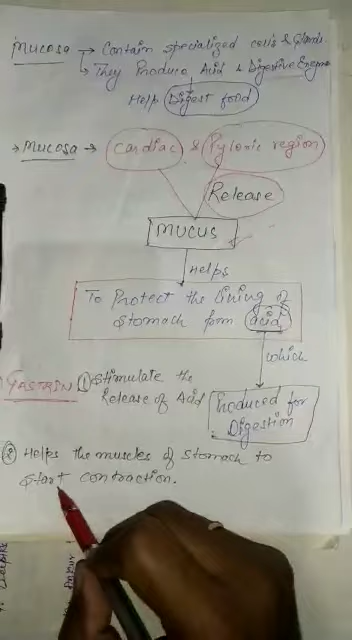 Mucosa → Contain specialized cells & Glands.
↳ They Produce Acid & Digestive Enzyme
Help Digest food
→ Mucosa → Cardiac & Pyloric region
Release
MUCUS
Helps
To Protect the Lining of
Stomach form acid
which
Produced for
Digestion
GASTRIN ① Stimulate the
Release of Acid
② Helps the muscles of stomach to
start contraction.